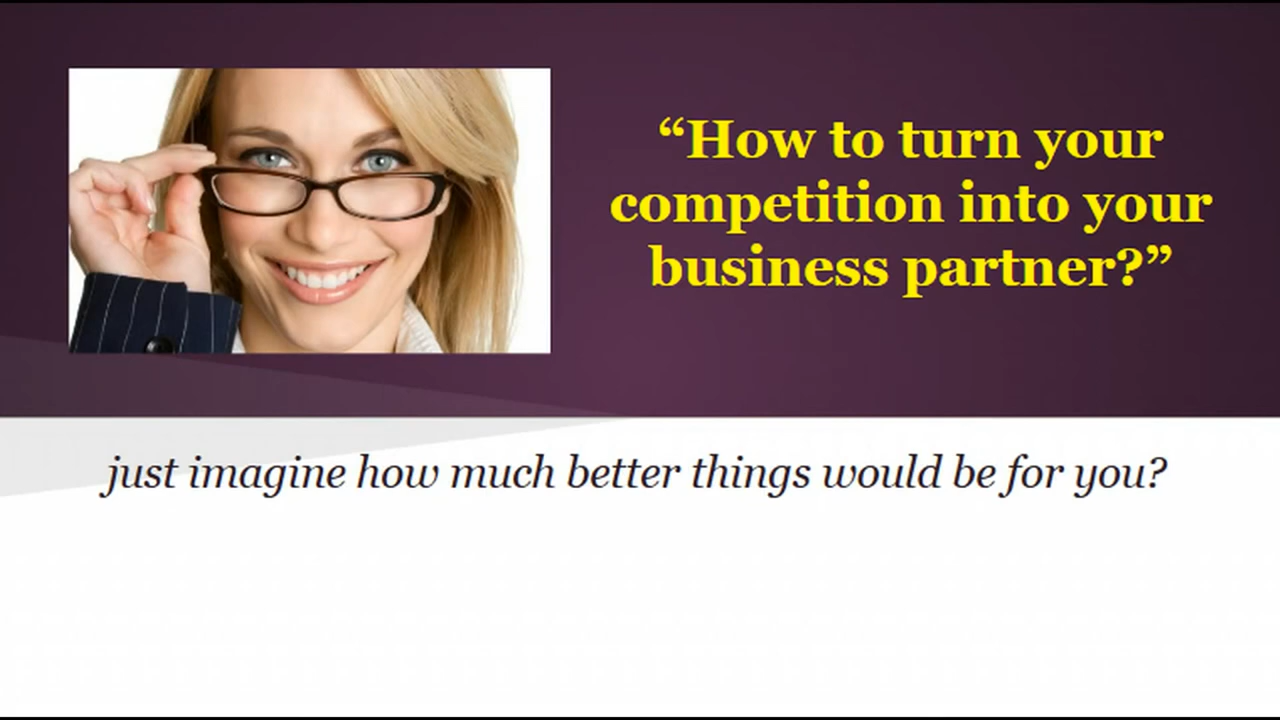 “How to turn your
competition into your
business partner?”
just imagine how much better things would be for you?